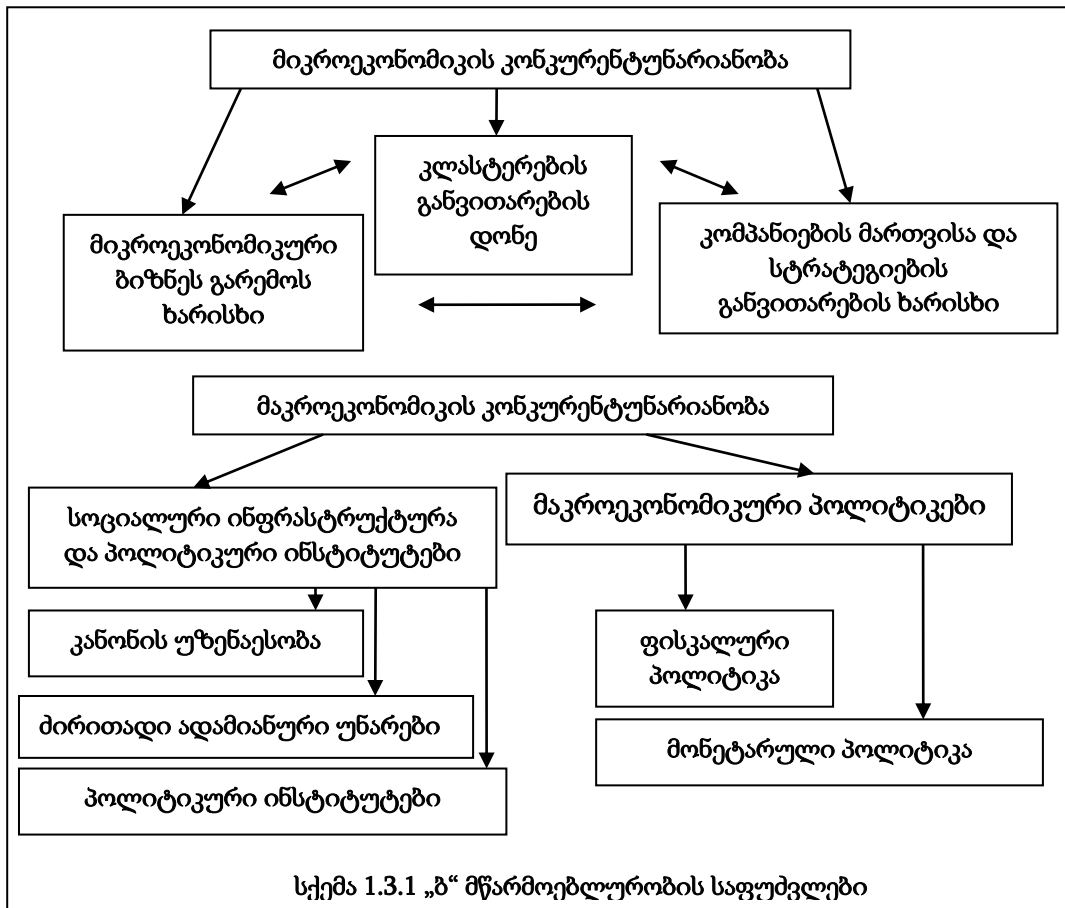 მიკროეკონომიკის კონკურენტუნარიანობა
კლასტერების
განვითარების
დონე
მიკროეკონომიკური
ბიზნეს გარემოს
ხარისხი
კომპანიების მართვისა და
სტრატეგიების
განვითარების ხარისხი
მაკროეკონომიკის კონკურენტუნარიანობა
სოციალური ინფრასტრუქტურა
და პოლიტიკური ინსტიტუტები
მაკროეკონომიკური პოლიტიკები
კანონის უზენაესობა
ფისკალური
პოლიტიკა
ძირითადი ადამიანური უნარები
მონეტარული პოლიტიკა
პოლიტიკური ინსტიტუტები
სქემა 1.3.1 „ბ“ მწარმოებლურობის საფუძვლები